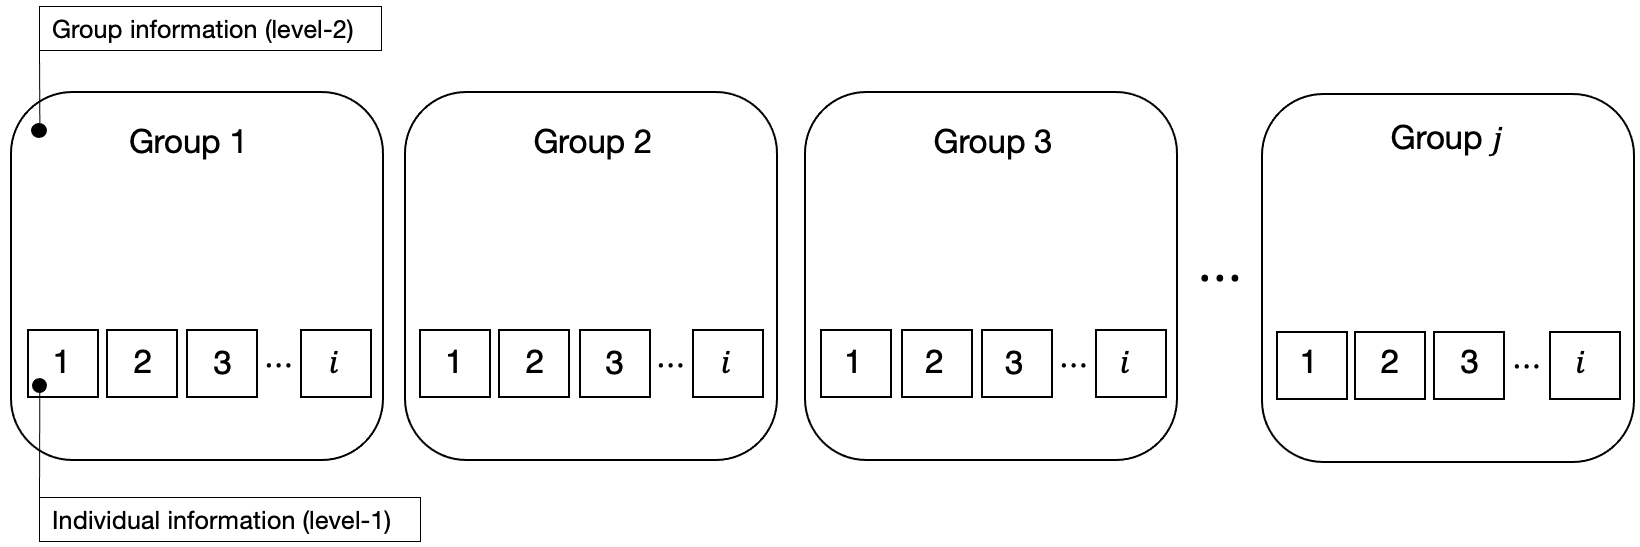 Group information (level-2)
Group 1
Group 2
Group 3
Group j
...
1 2 3 ... i
1 2 3 ... i
1 2 3 ... i
1 2 3 ... i
Individual information (level-1)